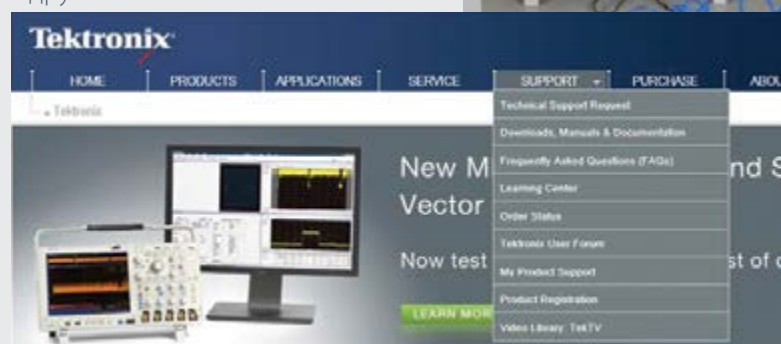 Tektronix
HOME PRODUCTS APPLICATIONS SERVICE SUPPORT PURCHASE ABOU
Tektronix
Technical Support Request
Downloads, Manuals & Documentation
Frequently Asked Questions (FAQs)
Learning Center
Order Status
Tektronix User Forum
My Product Support
Product Registration
Video Library: TekTV
New M nd S
Vector
Now test st of c
LEARN MOR